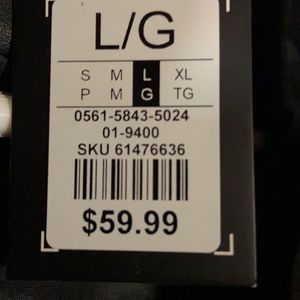 L/G
S M L XL
P M G TG
0561-5843-5024
01-9400
SKU 61476636
$59.99